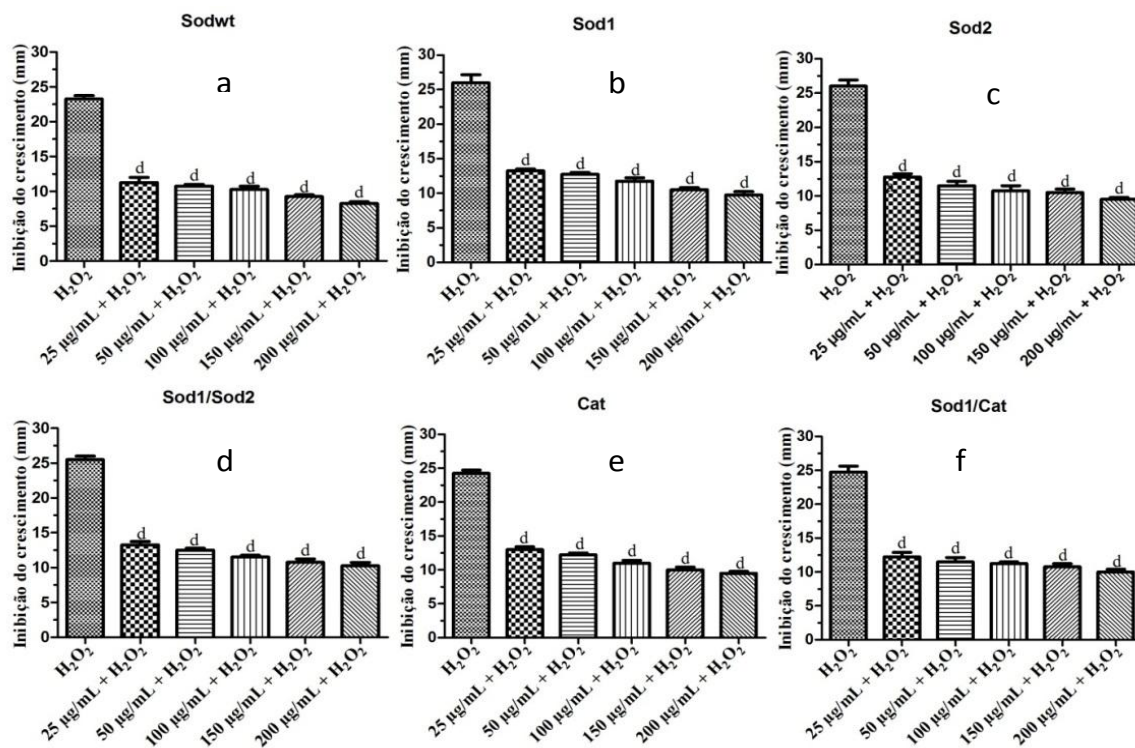 Sodwt
a
Inibição do crescimento (mm)
30
25
20
15
10
5
0
d
d
d
d
d
H₂O₂
25 µg/mL + H₂O₂
50 µg/mL + H₂O₂
100 µg/mL + H₂O₂
150 µg/mL + H₂O₂
200 µg/mL + H₂O₂
Sod1
b
Inibição do crescimento (mm)
30
25
20
15
10
5
0
d
d
d
d
d
H₂O₂
25 µg/mL + H₂O₂
50 µg/mL + H₂O₂
100 µg/mL + H₂O₂
150 µg/mL + H₂O₂
200 µg/mL + H₂O₂
Sod2
c
Inibição do crescimento (mm)
30
25
20
15
10
5
0
d
d
d
d
d
H₂O₂
25 µg/mL + H₂O₂
50 µg/mL + H₂O₂
100 µg/mL + H₂O₂
150 µg/mL + H₂O₂
200 µg/mL + H₂O₂
Sod1/Sod2
d
Inibição do crescimento (mm)
30
25
20
15
10
5
0
d
d
d
d
d
H₂O₂
25 µg/mL + H₂O₂
50 µg/mL + H₂O₂
100 µg/mL + H₂O₂
150 µg/mL + H₂O₂
200 µg/mL + H₂O₂
Cat
e
Inibição do crescimento (mm)
30
25
20
15
10
5
0
d
d
d
d
d
H₂O₂
25 µg/mL + H₂O₂
50 µg/mL + H₂O₂
100 µg/mL + H₂O₂
150 µg/mL + H₂O₂
200 µg/mL + H₂O₂
Sod1/Cat
f
Inibição do crescimento (mm)
30
25
20
15
10
5
0
d
d
d
d
d
H₂O₂
25 µg/mL + H₂O₂
50 µg/mL + H₂O₂
100 µg/mL + H₂O₂
150 µg/mL + H₂O₂
200 µg/mL + H₂O₂